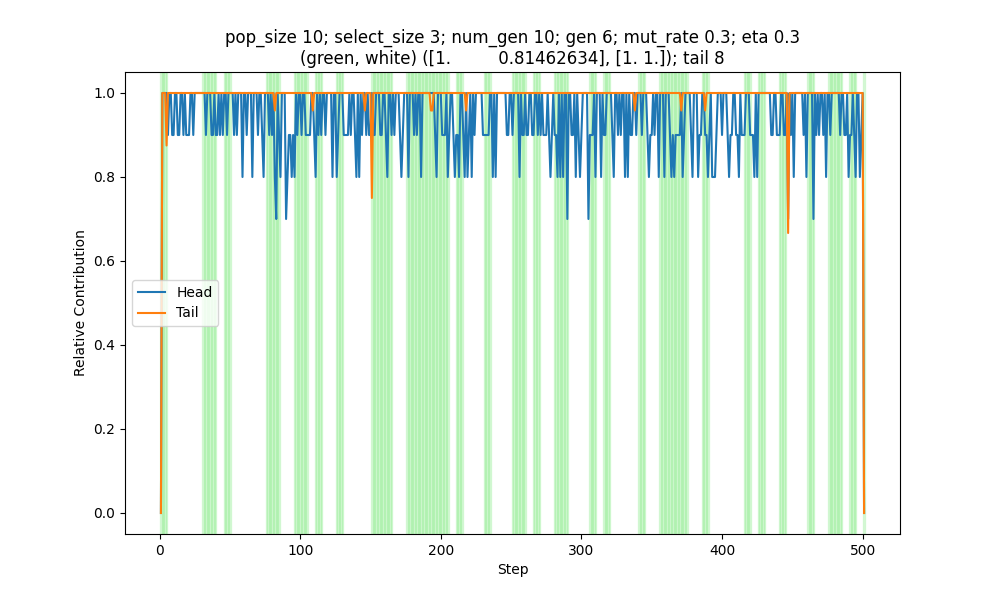 pop_size 10; select_size 3; num_gen 10; gen 6; mut_rate 0.3; eta 0.3
(green, white) ([1.          0.81462634], [1. 1.]); tail 8
1.0
0.8
0.6
0.4
0.2
0.0
Relative Contribution
Head
Tail
0
100
200
300
400
500
Step